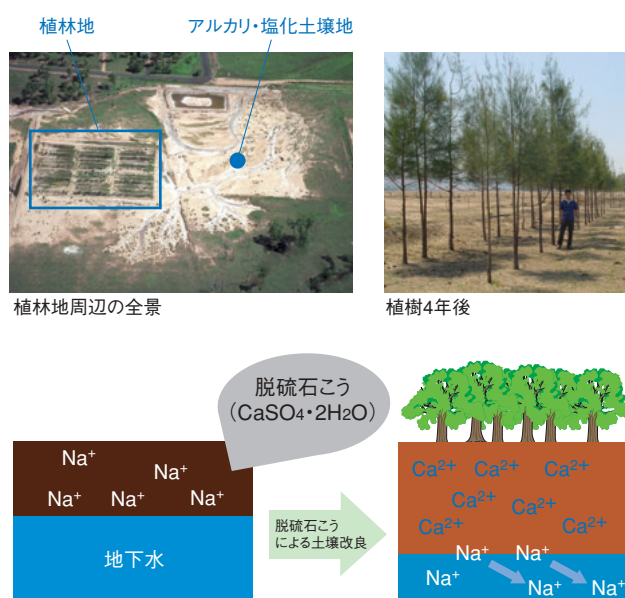 植林地
アルカリ・塩化土壌地
植林地周辺の全景
植樹4年後
脱硫石こう
（CaSO4・2H2O）
Na+
Na+
Na+ Na+ Na+
地下水
脱硫石こう
による土壌改良
Ca2+ Ca2+ Ca2+
Ca2+ Ca2+
Ca2+ Ca2+
Na+ Na+
Na+ Na+ Na+